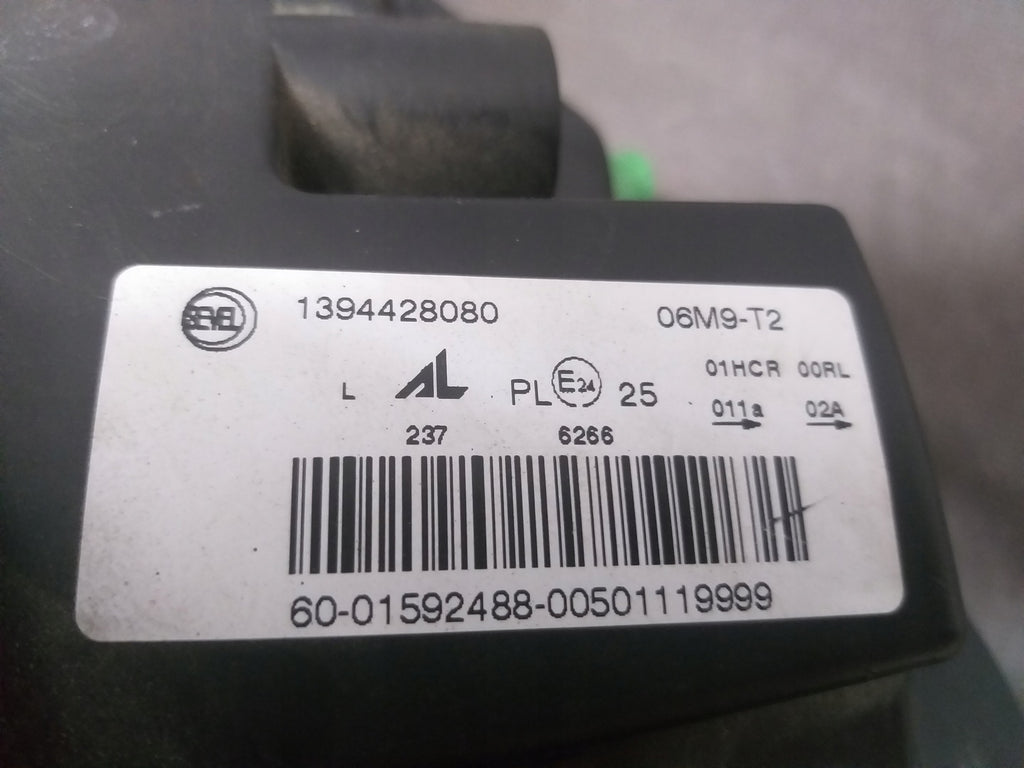 SEVEL 1394428080 06M9-T2
L AL PL E24 25 01HCR 00RL
237 6266 011a 02A
60-01592488-00501119999